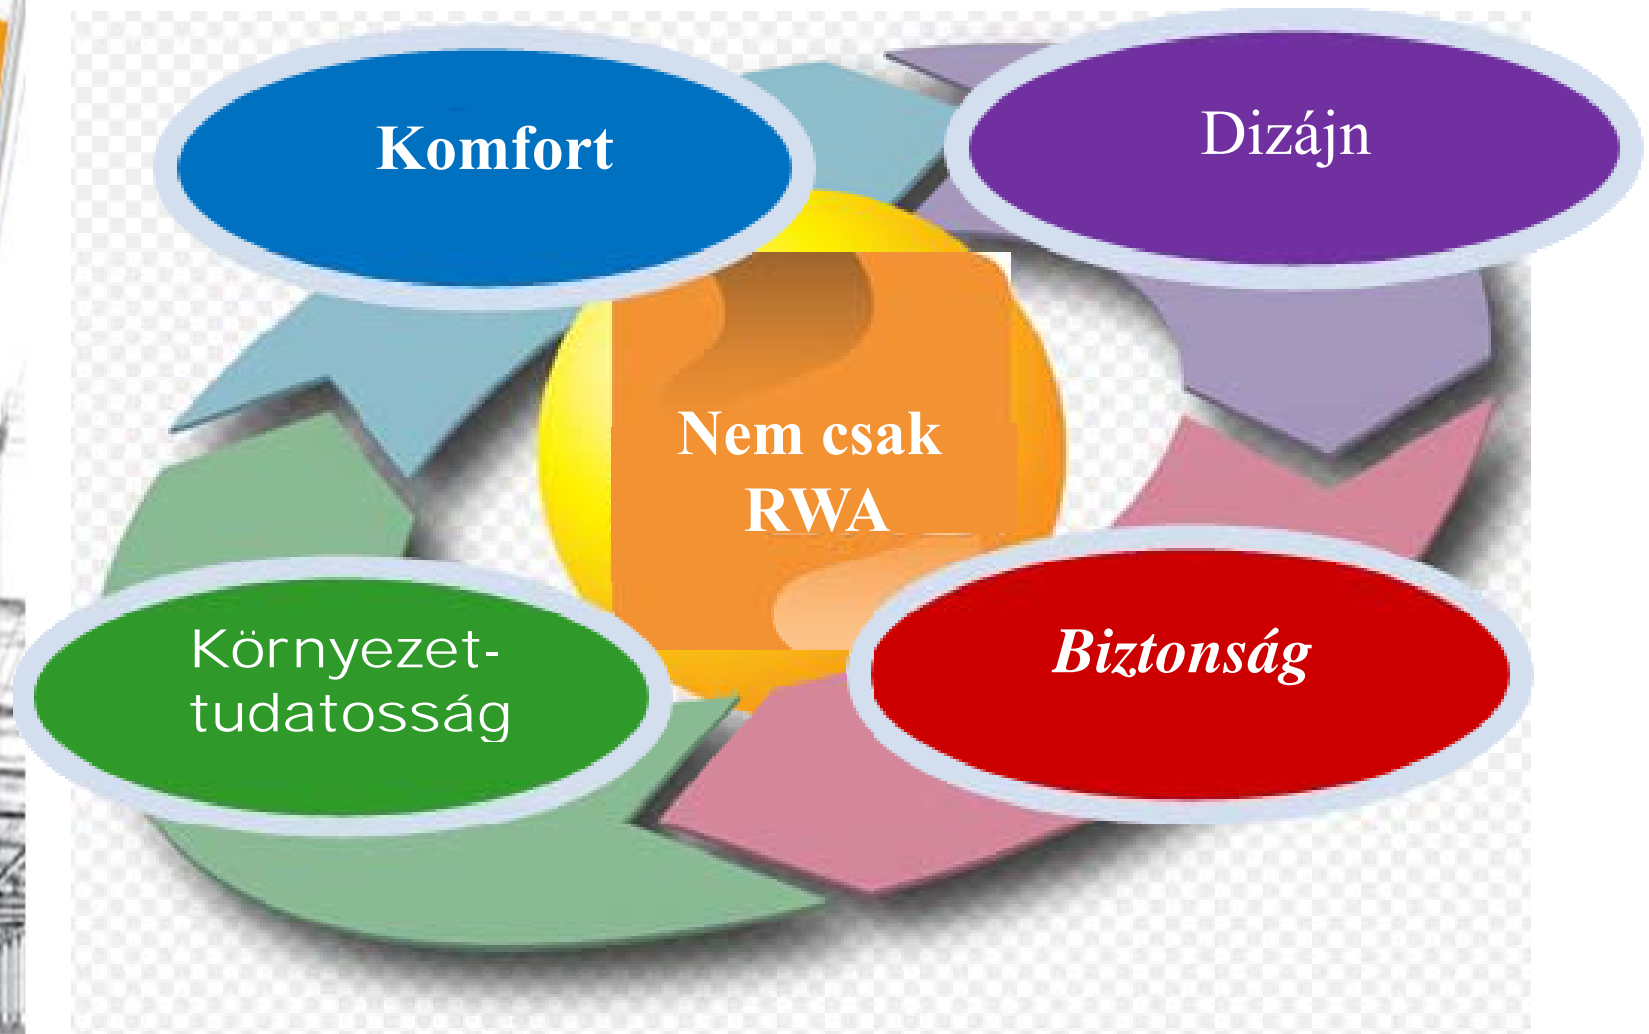 Komfort
Dizájn
Nem csak
RWA
Környezet-
tudatosság
Biztonság